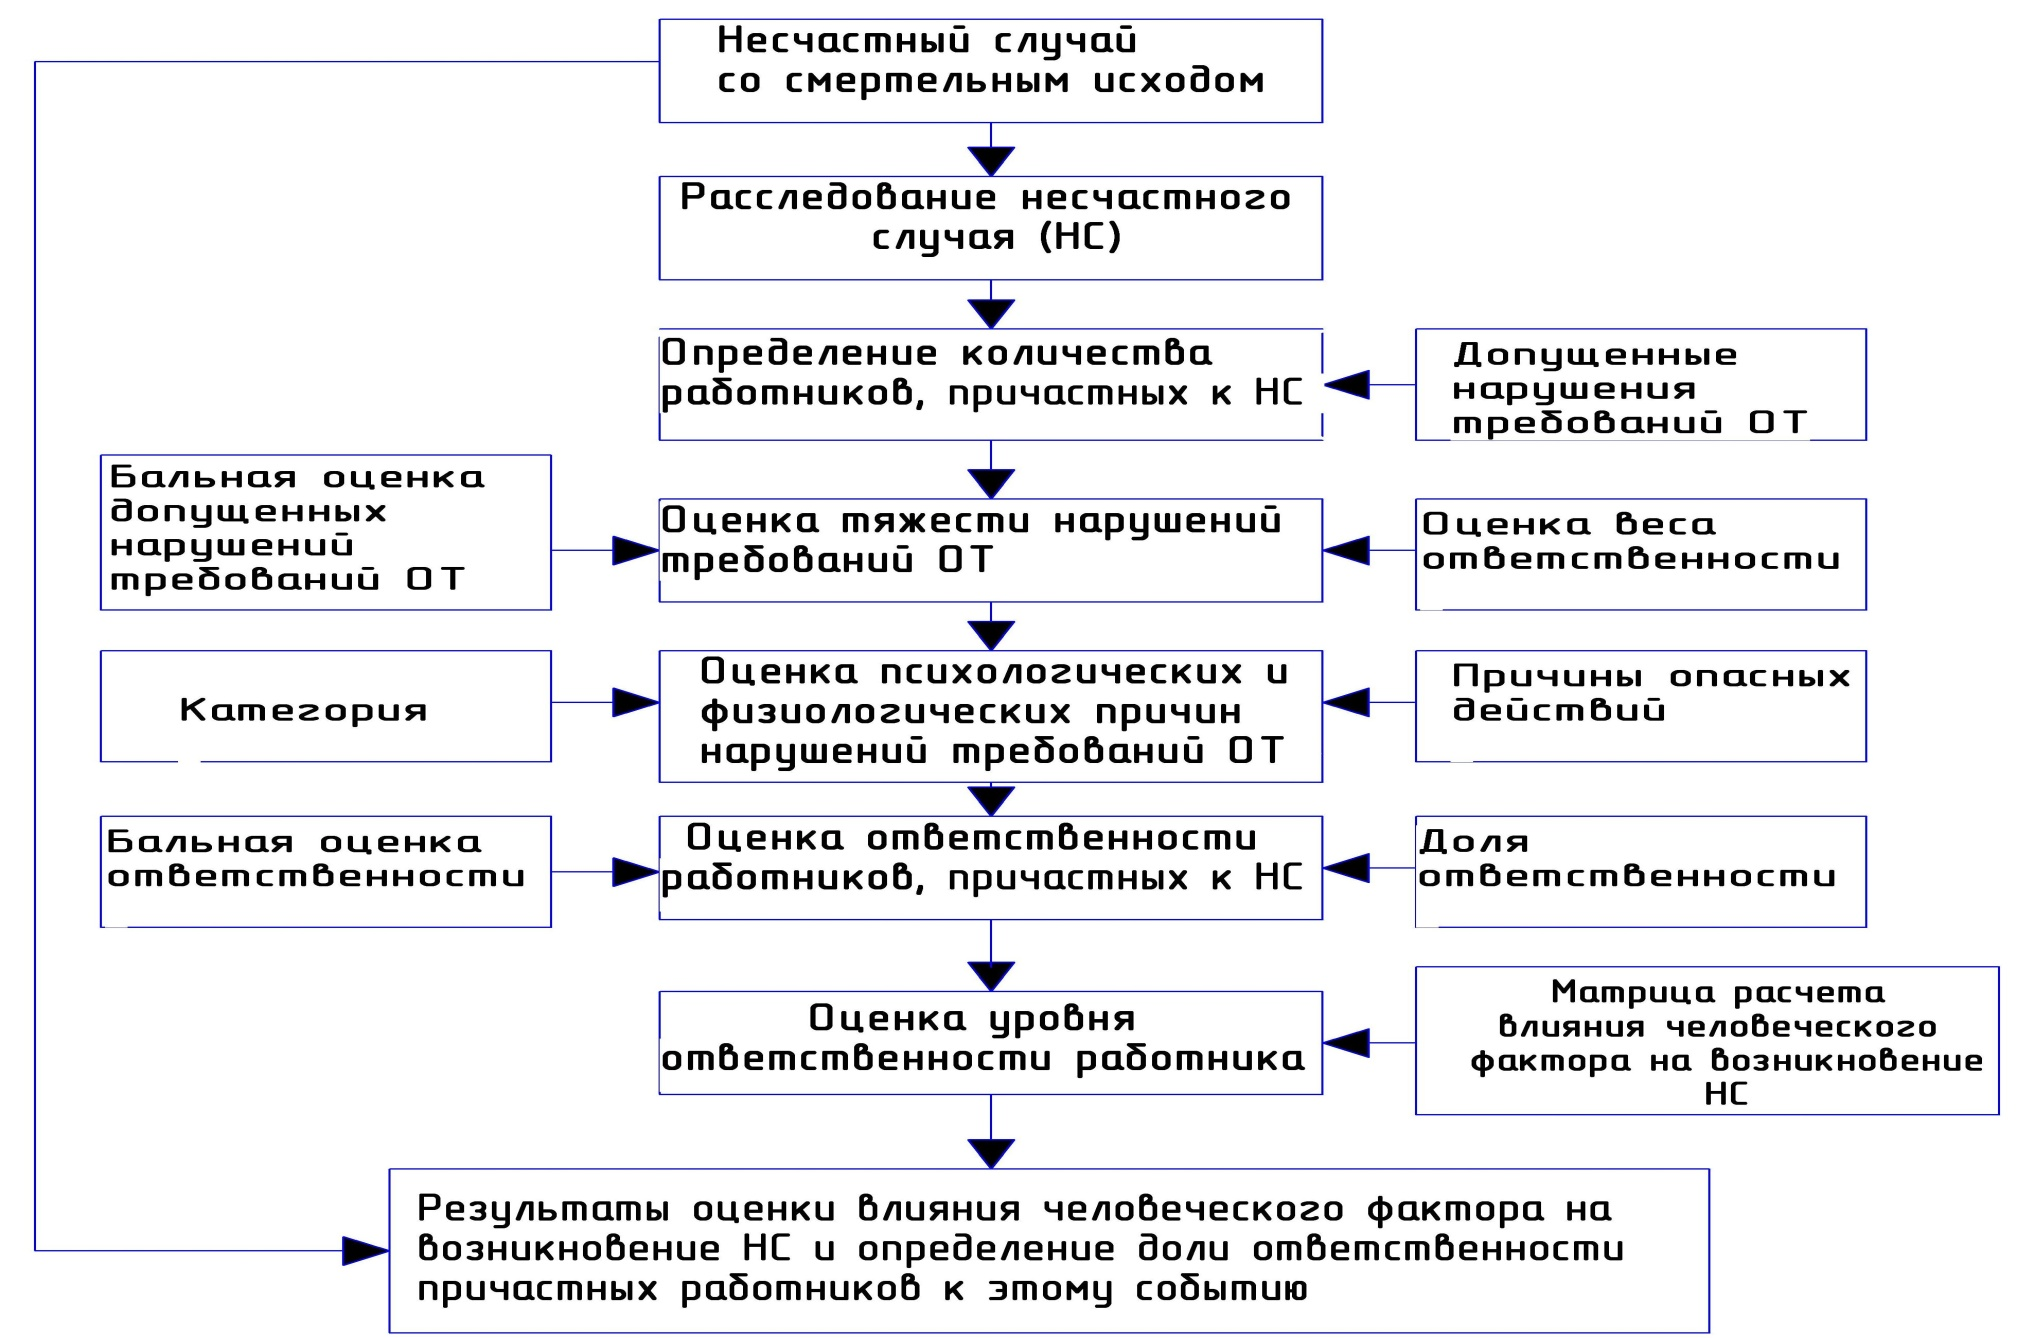 Несчастный случай
со смертельным исходом
Расследование несчастного
случая (НС)
Определение количества
работников, причастных к НС
Допущенные
нарушения
требований ОТ
Бальная оценка
допущенных
нарушений
требований ОТ
Оценка тяжести нарушений
требований ОТ
Оценка веса
ответственности
Категория
Оценка психологических и
физиологических причин
нарушений требований ОТ
Причины опасных
действий
Бальная оценка
ответственности
Оценка ответственности
работников, причастных к НС
Доля
ответственности
Оценка уровня
ответственности работника
Матрица расчета
влияния человеческого
фактора на возникновение
НС
Результаты оценки влияния человеческого фактора на
возникновение НС и определение доли ответственности
причастных работников к этому событию